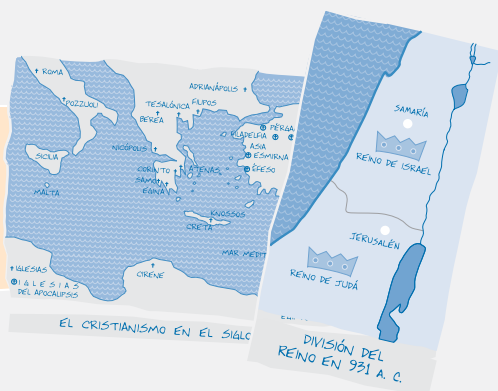 ROMA
POZZUOLI
ADRIANÁPOLIS
TESALÓNICA FILIPOS
BEREA
FILADELFIA
ASIA
ESMIRNA
ÉFESO
NICÓPOLIS
SICILIA
CORINTO
ATENAS
SAMOS
EGINA
MALTA
KNOSSOS
CRETA
MAR
CIRENE
IGLESIAS
IGLESIAS
DEL APOCALIPSIS
EL CRISTIANISMO EN EL SIGLO
SAMARÍA
REINO DE ISRAEL
JERUSALÉN
REINO DE JUDÁ
DIVISIÓN DEL
REINO EN 931 A. C.